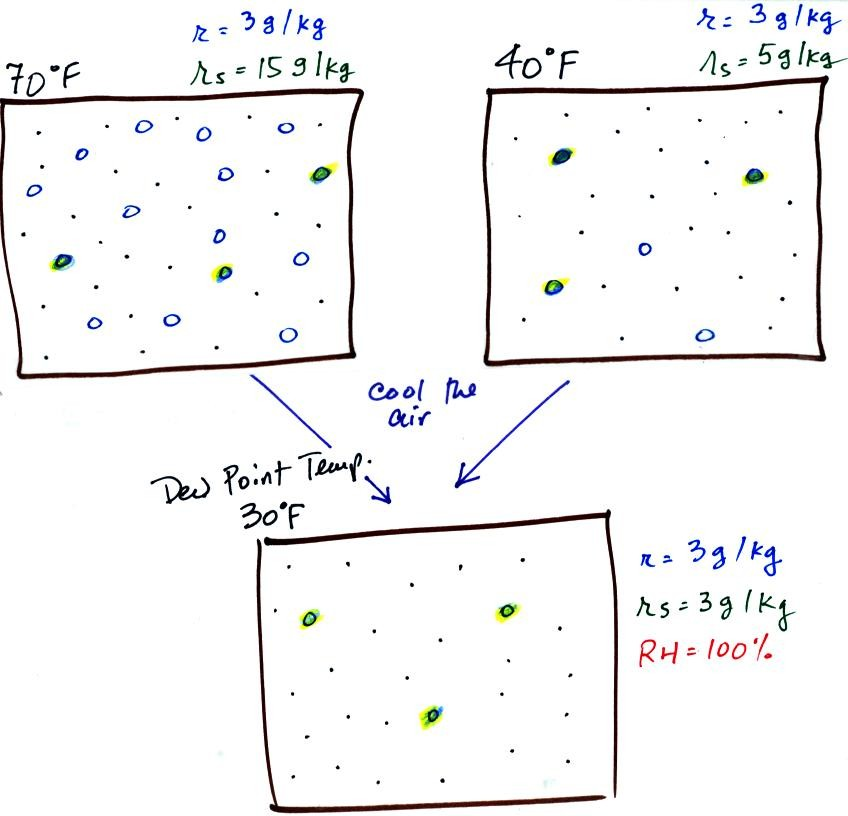 r = 3 g/kg
70°F
rs = 15 g/kg
r = 3 g/kg
40°F
rs = 5 g/kg
cool the
air
Dew Point Temp.
30°F
r = 3 g/kg
rs = 3 g/kg
RH = 100%